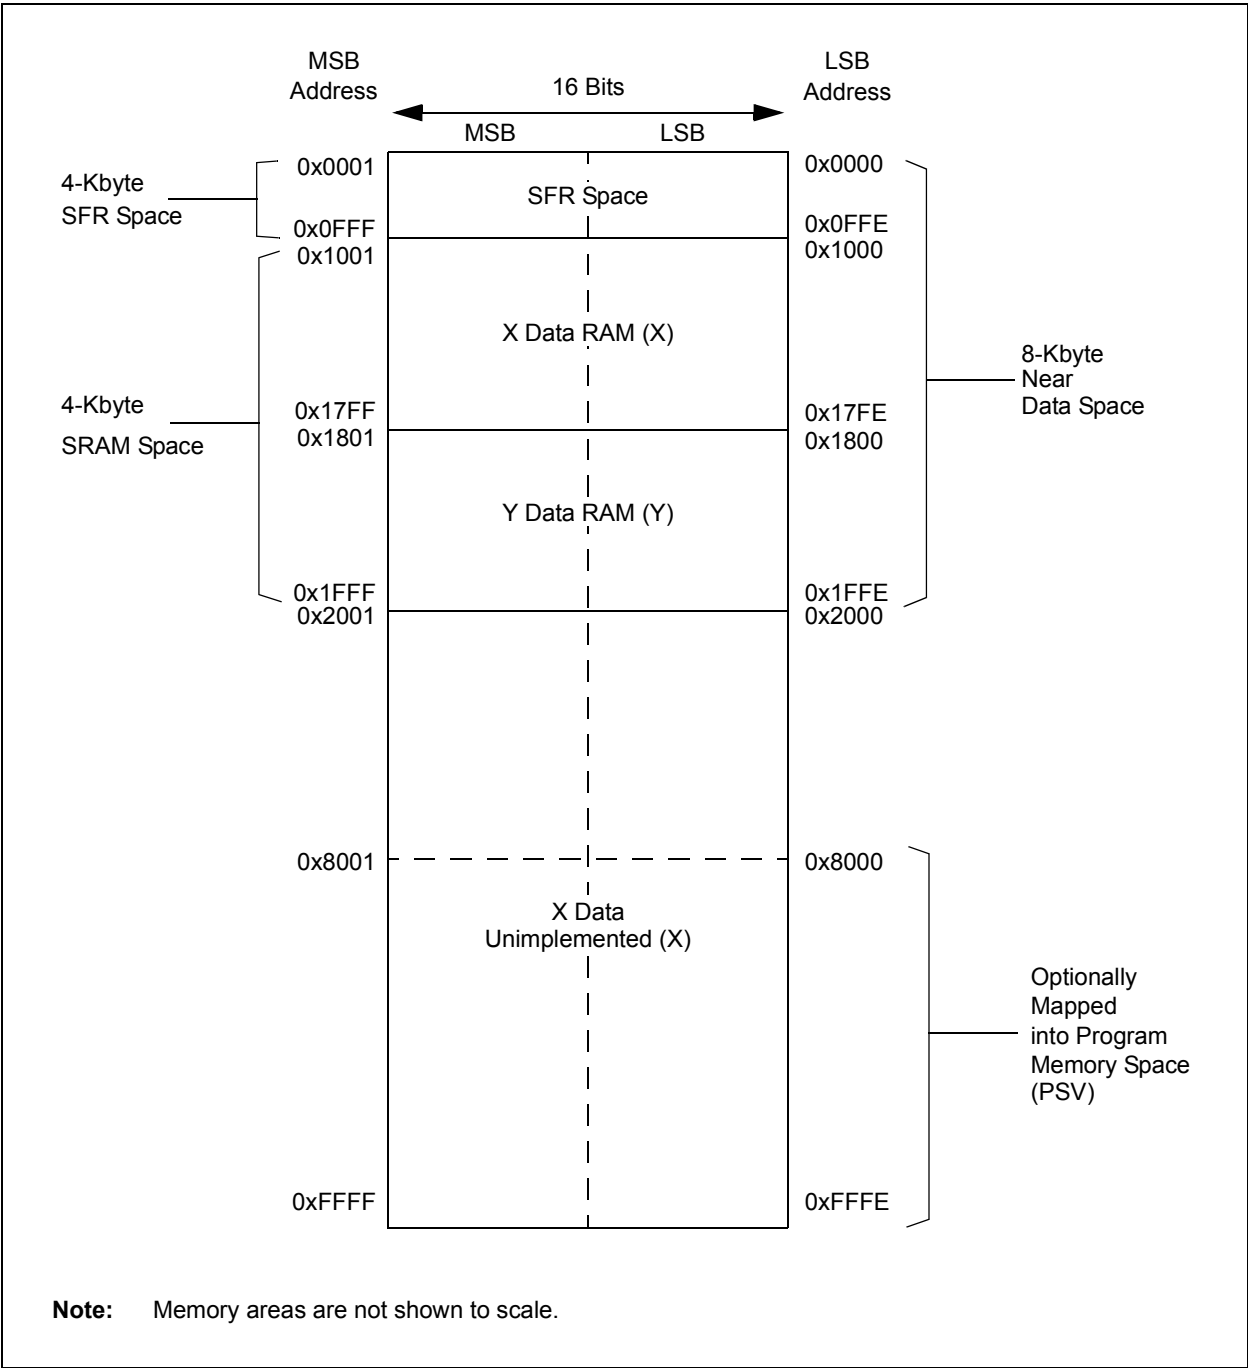 MSB
Address
16 Bits
LSB
Address
MSB
LSB
0x0001
0x0000
4-Kbyte
SFR Space
SFR Space
0x0FFF
0x0FFE
0x1001
0x1000
X Data RAM (X)
8-Kbyte
Near
Data Space
4-Kbyte
SRAM Space
0x17FF
0x17FE
0x1801
0x1800
Y Data RAM (Y)
0x1FFF
0x1FFE
0x2001
0x2000
0x8001
0x8000
X Data
Unimplemented (X)
Optionally
Mapped
into Program
Memory Space
(PSV)
0xFFFF
0xFFFE
Note: Memory areas are not shown to scale.